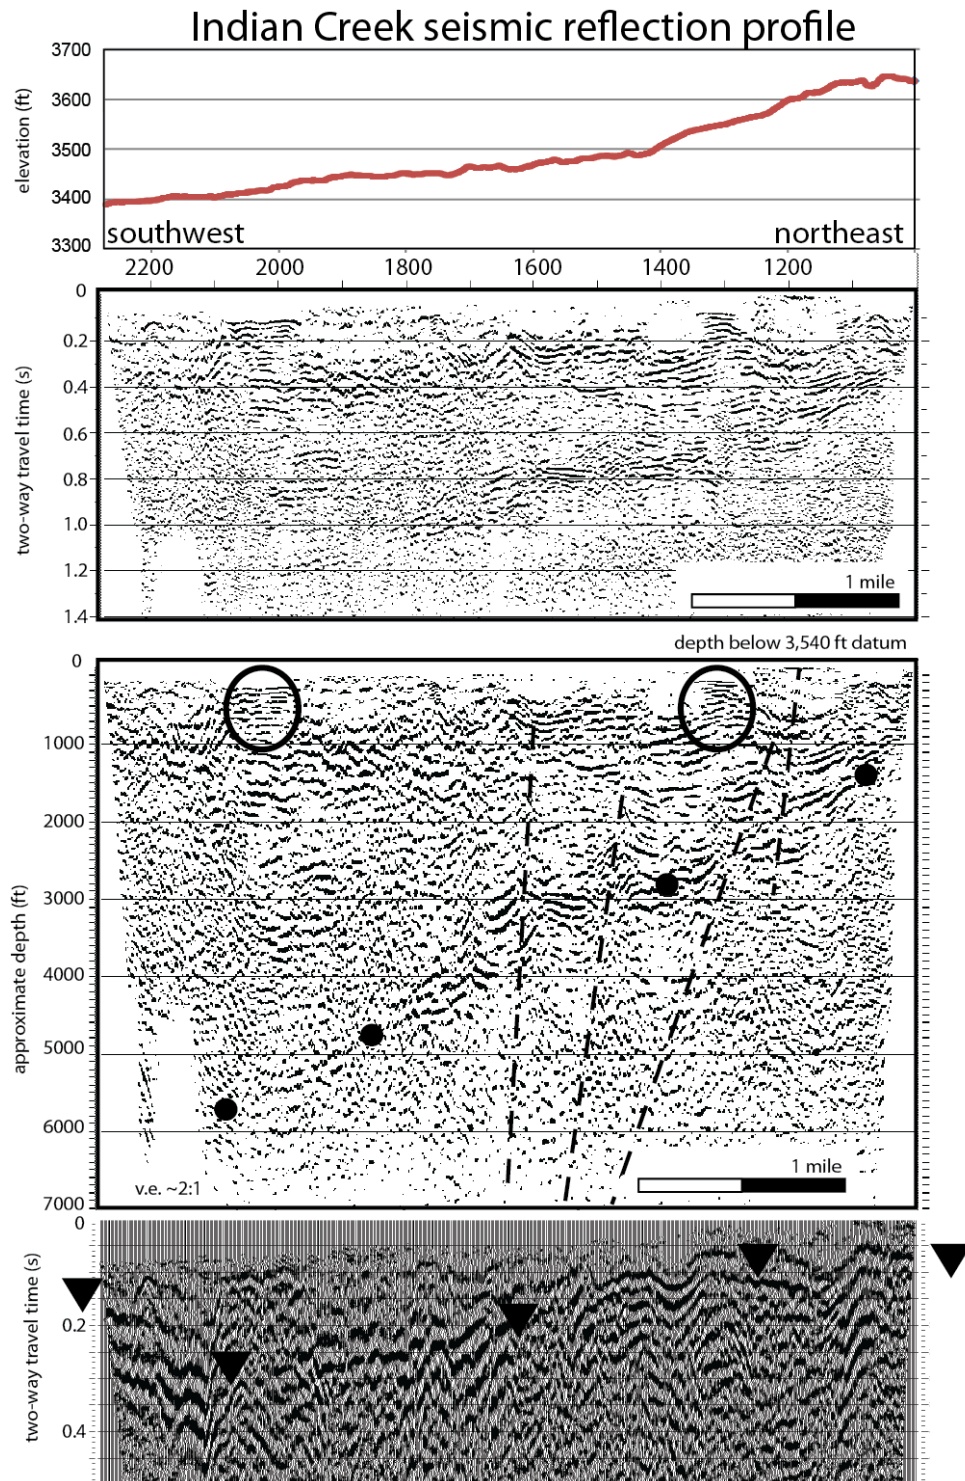 Indian Creek seismic reflection profile
3700
3600
3500
3400
3300
elevation (ft)
southwest
northeast
2200 2000 1800 1600 1400 1200
0
0.2
0.4
0.6
0.8
1.0
1.2
1.4
two-way travel time (s)
1 mile
depth below 3,540 ft datum
0
1000
2000
3000
4000
5000
6000
7000
approximate depth (ft)
v.e. ~2:1
1 mile
0
0.2
0.4
two-way travel time (s)